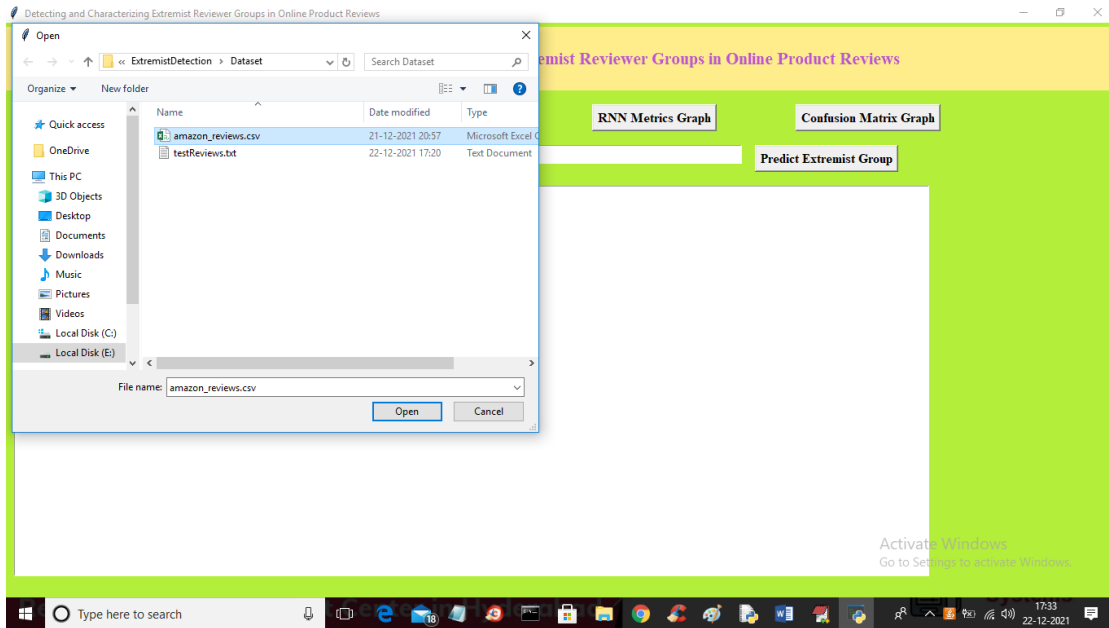 Detecting and Characterizing Extremist Reviewer Groups in Online Product Reviews
Open
« ExtremistDetection › Dataset
Search Dataset
Organize
New folder
Name
Date modified
Type
Quick access
OneDrive
This PC
3D Objects
Desktop
Documents
Downloads
Music
Pictures
Videos
Local Disk (C:)
Local Disk (E:)
amazon_reviews.csv
21-12-2021 20:57
Microsoft Excel
testReviews.txt
22-12-2021 17:20
Text Document
File name:
amazon_reviews.csv
Open
Cancel
emist Reviewer Groups in Online Product Reviews
RNN Metrics Graph
Confusion Matrix Graph
Predict Extremist Group
Activate Windows
Go to Settings to activate Windows.
Type here to search
18
17:33
22-12-2021